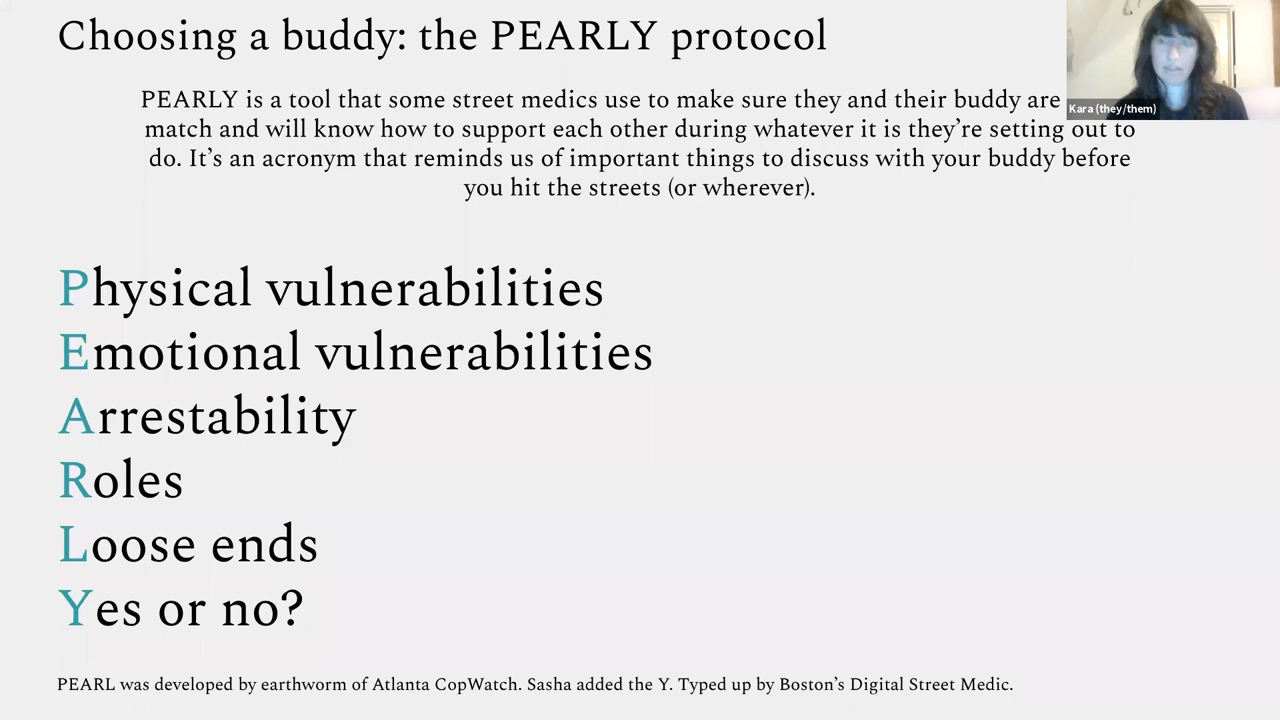 Choosing a buddy: the PEARLY protocol
PEARLY is a tool that some street medics use to make sure they and their buddy are
match and will know how to support each other during whatever it is they’re setting out to
do. It’s an acronym that reminds us of important things to discuss with your buddy before
you hit the streets (or wherever).
Kara (they/them)
Physical vulnerabilities
Emotional vulnerabilities
Arrestability
Roles
Loose ends
Yes or no?
PEARL was developed by earthworm of Atlanta CopWatch. Sasha added the Y. Typed up by Boston’s Digital Street Medic.